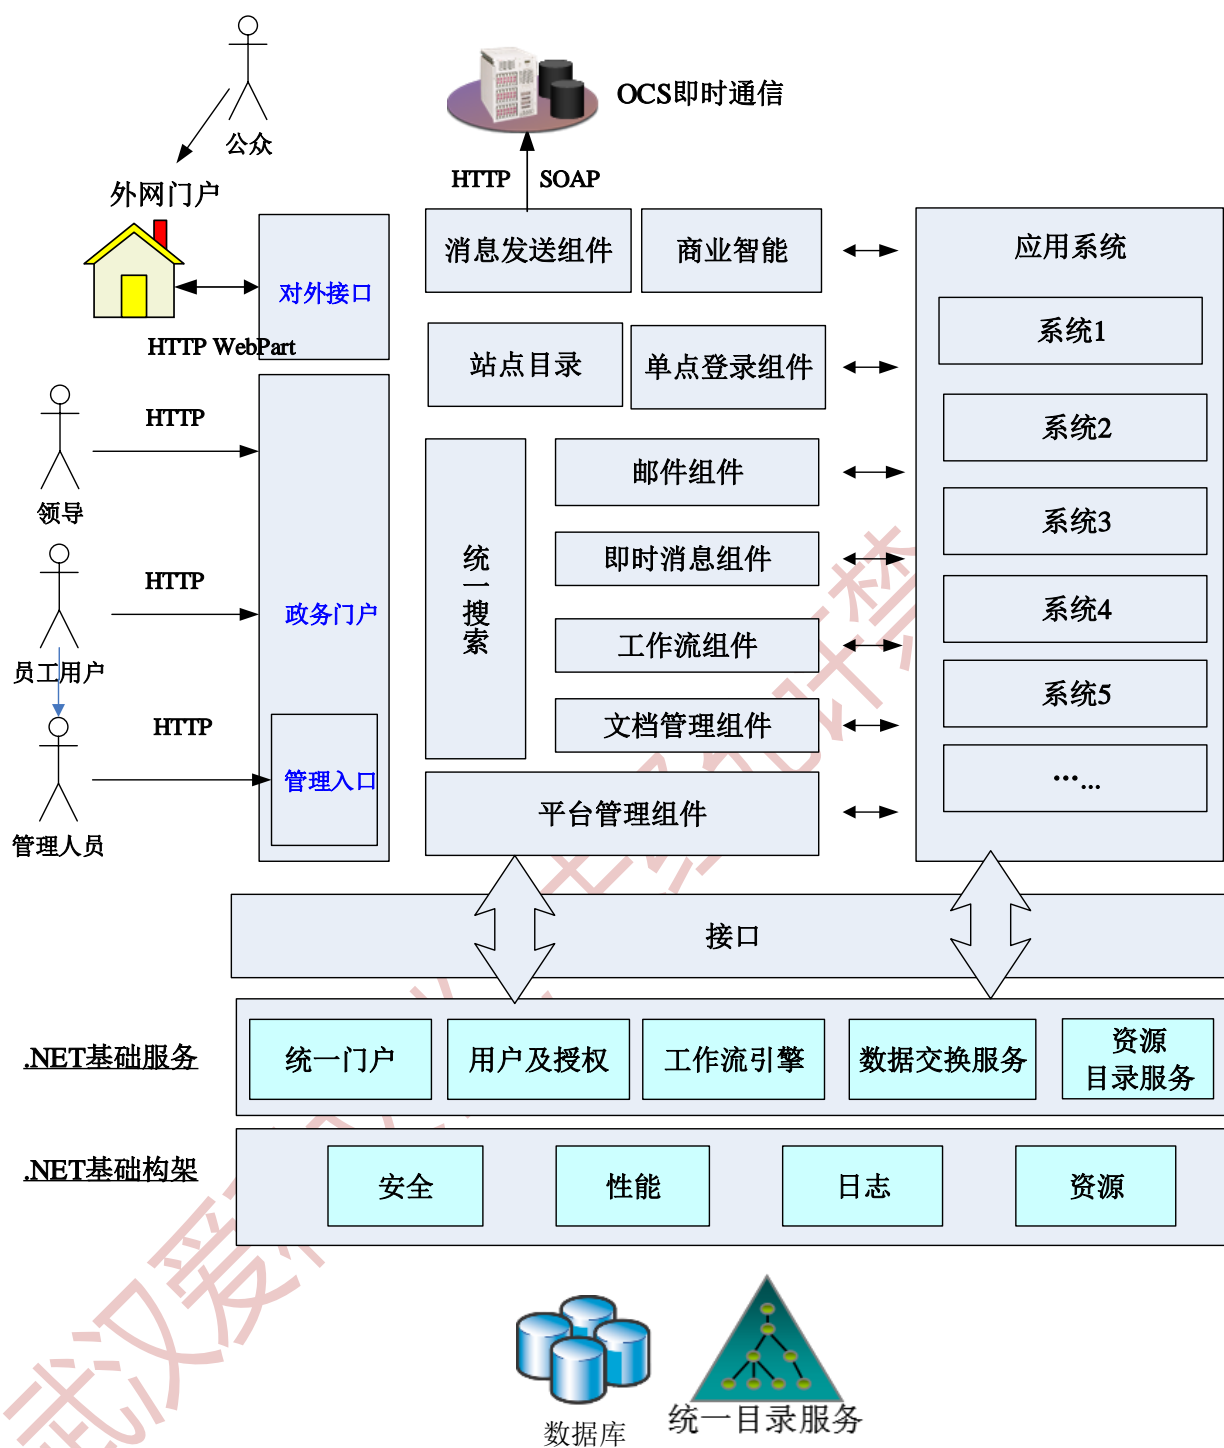 公众
OCS即时通信
HTTP
SOAP
外网门户
对外接口
HTTP WebPart
消息发送组件
商业智能
应用系统
站点目录
单点登录组件
系统1
系统2
系统3
系统4
系统5
……
HTTP
领导
HTTP
员工用户
HTTP
管理人员
政务门户
管理入口
统一搜索
邮件组件
即时消息组件
工作流组件
文档管理组件
平台管理组件
接口
.NET基础服务
统一门户
用户及授权
工作流引擎
数据交换服务
资源
目录服务
.NET基础构架
安全
性能
日志
资源
数据库
统一目录服务